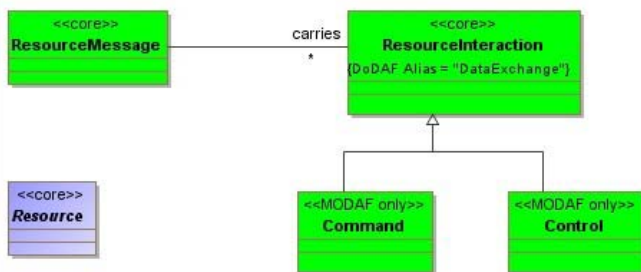 <<core>>
ResourceMessage
carries
*
<<core>>
ResourceInteraction
{DoDAF Alias = "DataExchange"}
<<core>>
Resource
<<MODAF only>>
Command
<<MODAF only>>
Control